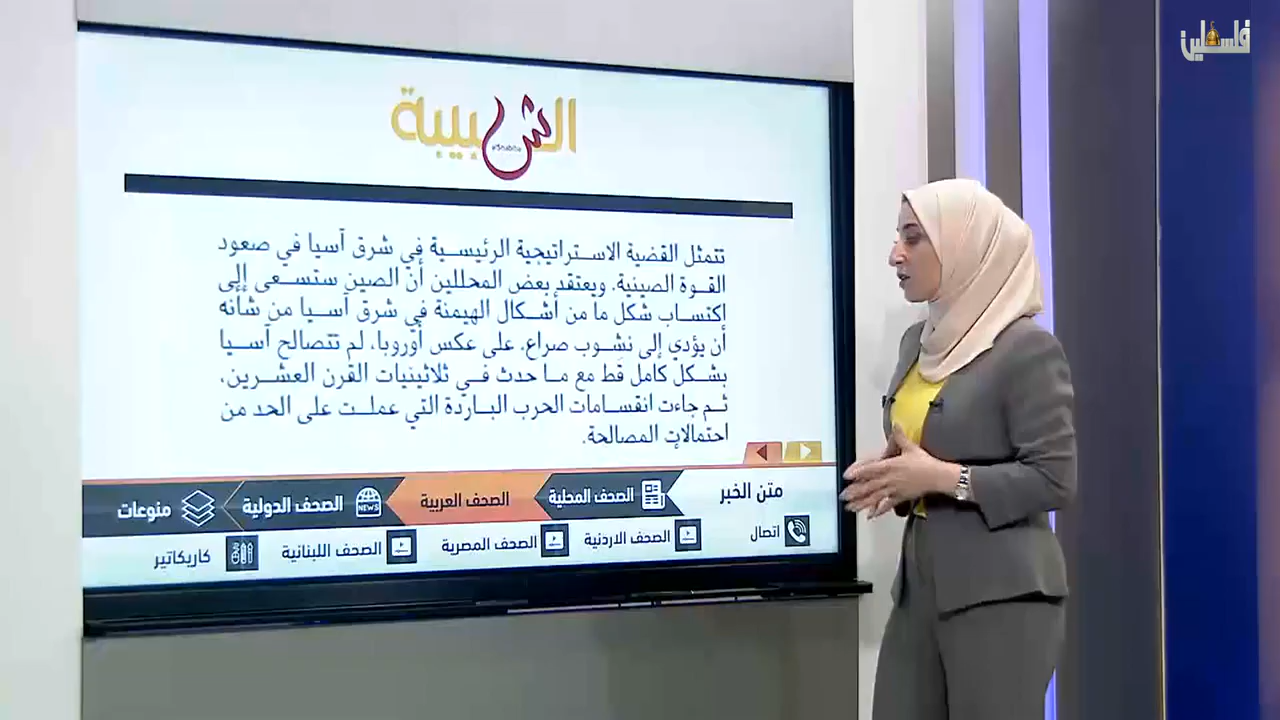 فلسطين
الشبيبة
alShabiba
تتمثل القضية الاستراتيجية الرئيسية في شرق آسيا في صعود
القوة الصينية. ويعتقد بعض المحللين أن الصين ستسعى إلى
اكتساب شكل ما من أشكال الهيمنة في شرق آسيا من شانه
أن يؤدي إلى نشوب صراع. على عكس أوروبا، لم تتصالح آسيا
بشكل كامل قط مع ما حدث في ثلاثينيات القرن العشرين،
ثم جاءت انقسامات الحرب الباردة التي عملت على الحد من
احتمالات المصالحة.
متن الخبر
الصحف المحلية
الصحف العربية
NEWS
الصحف الدولية
منوعات
اتصال
الصحف الاردنية
الصحف المصرية
الصحف اللبنانية
كاريكاتير